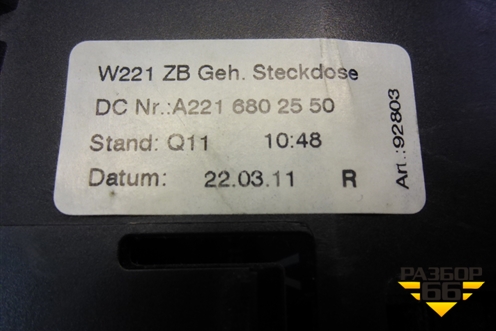 W221 ZB Geh. Steckdose
DC Nr.:A221 680 25 50
Stand: Q11 10:48
Datum: 22.03.11 R
Art.:92803
РАЗБОР
66